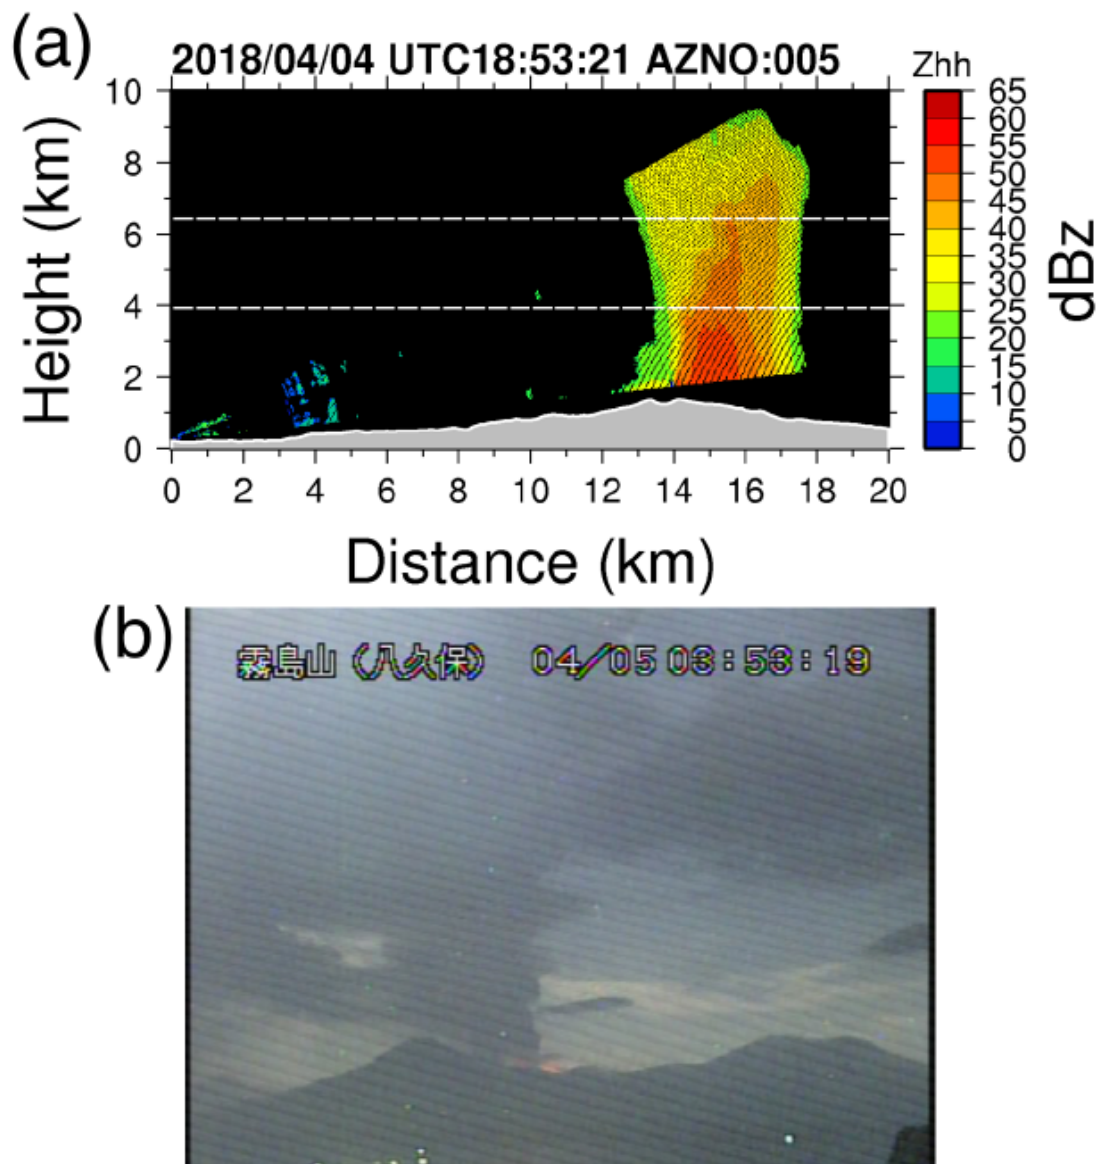 (a)
2018/04/04 UTC18:53:21 AZNO:005
Zhh
Height (km)
10
8
6
4
2
0
0 2 4 6 8 10 12 14 16 18 20
Distance (km)
65
60
55
50
45
40
35
30
25
20
15
10
5
0
dBz
(b)
霧島山 (八久保) 04/05 03:53:19